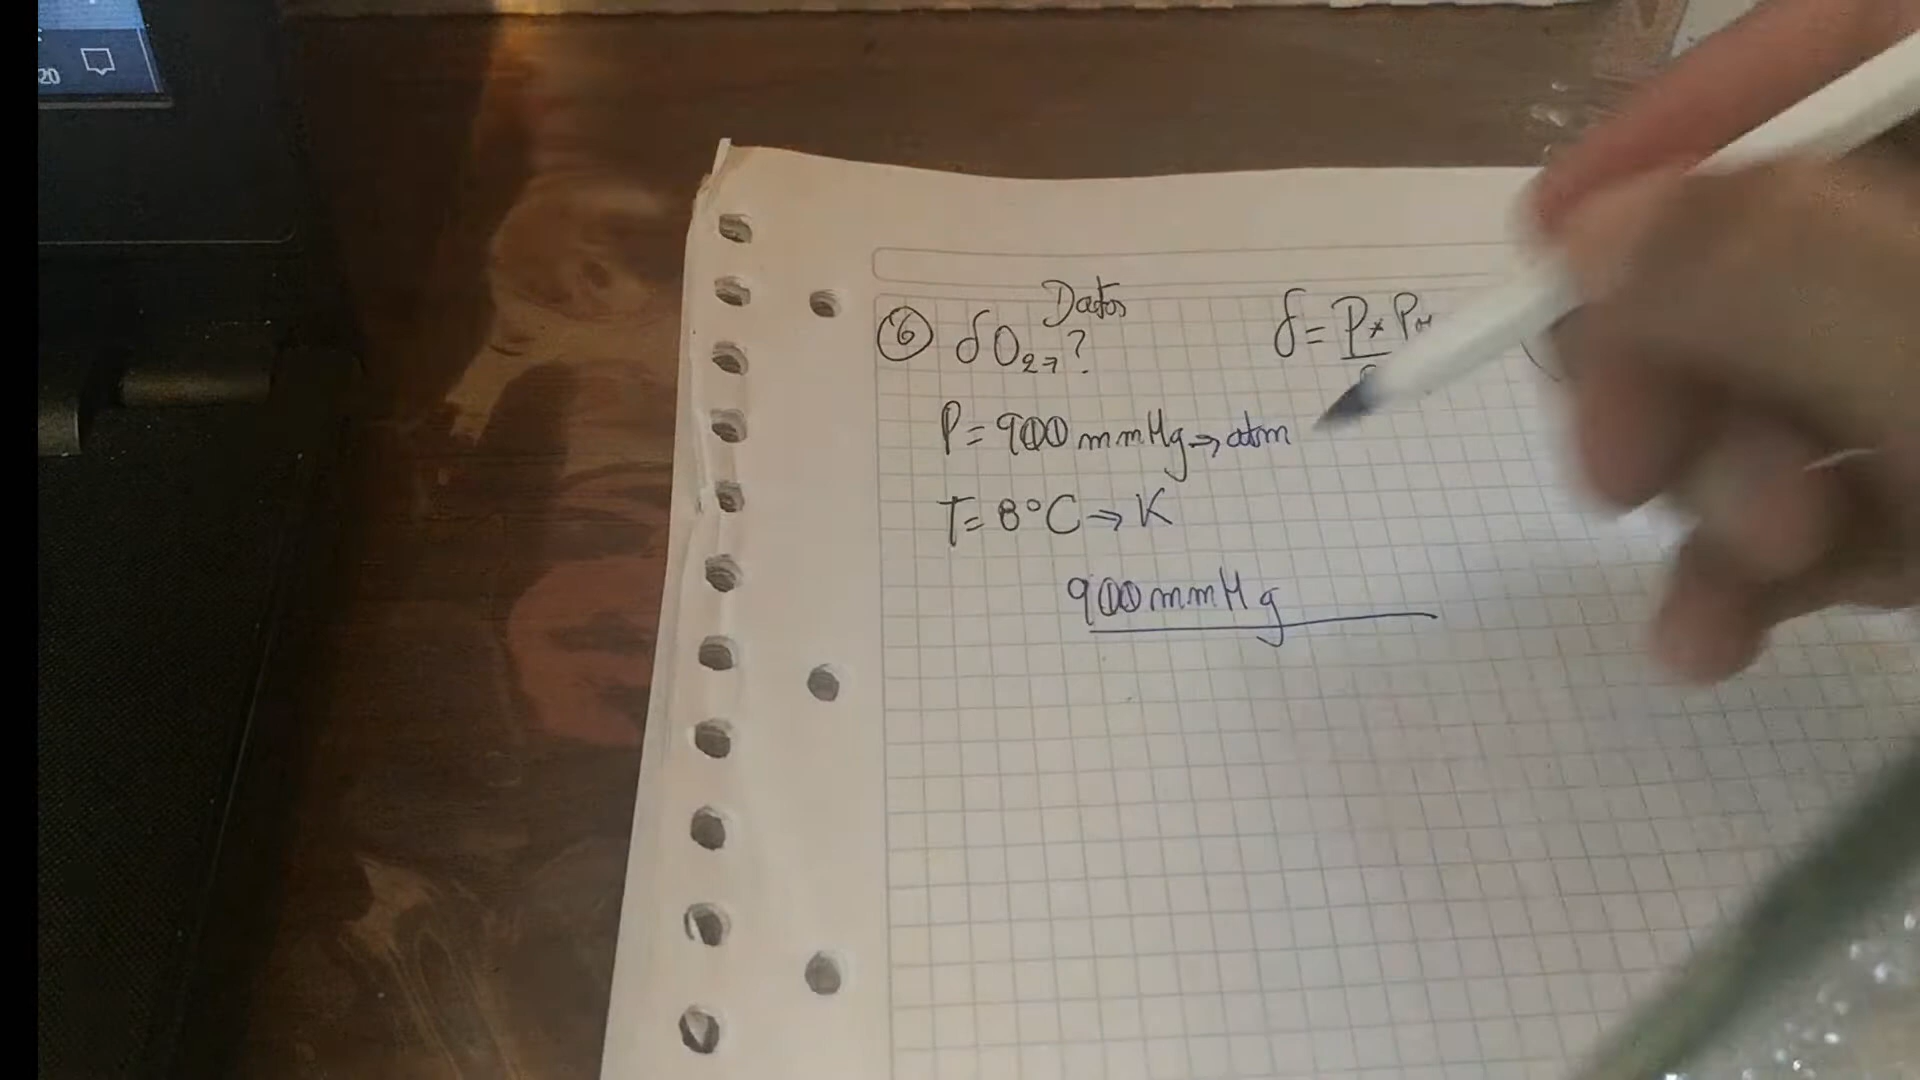 Datos
6 δO₂ → ?
δ = P * PM
P = 900 mmHg → atm
T = 8°C → K
900 mmHg
20